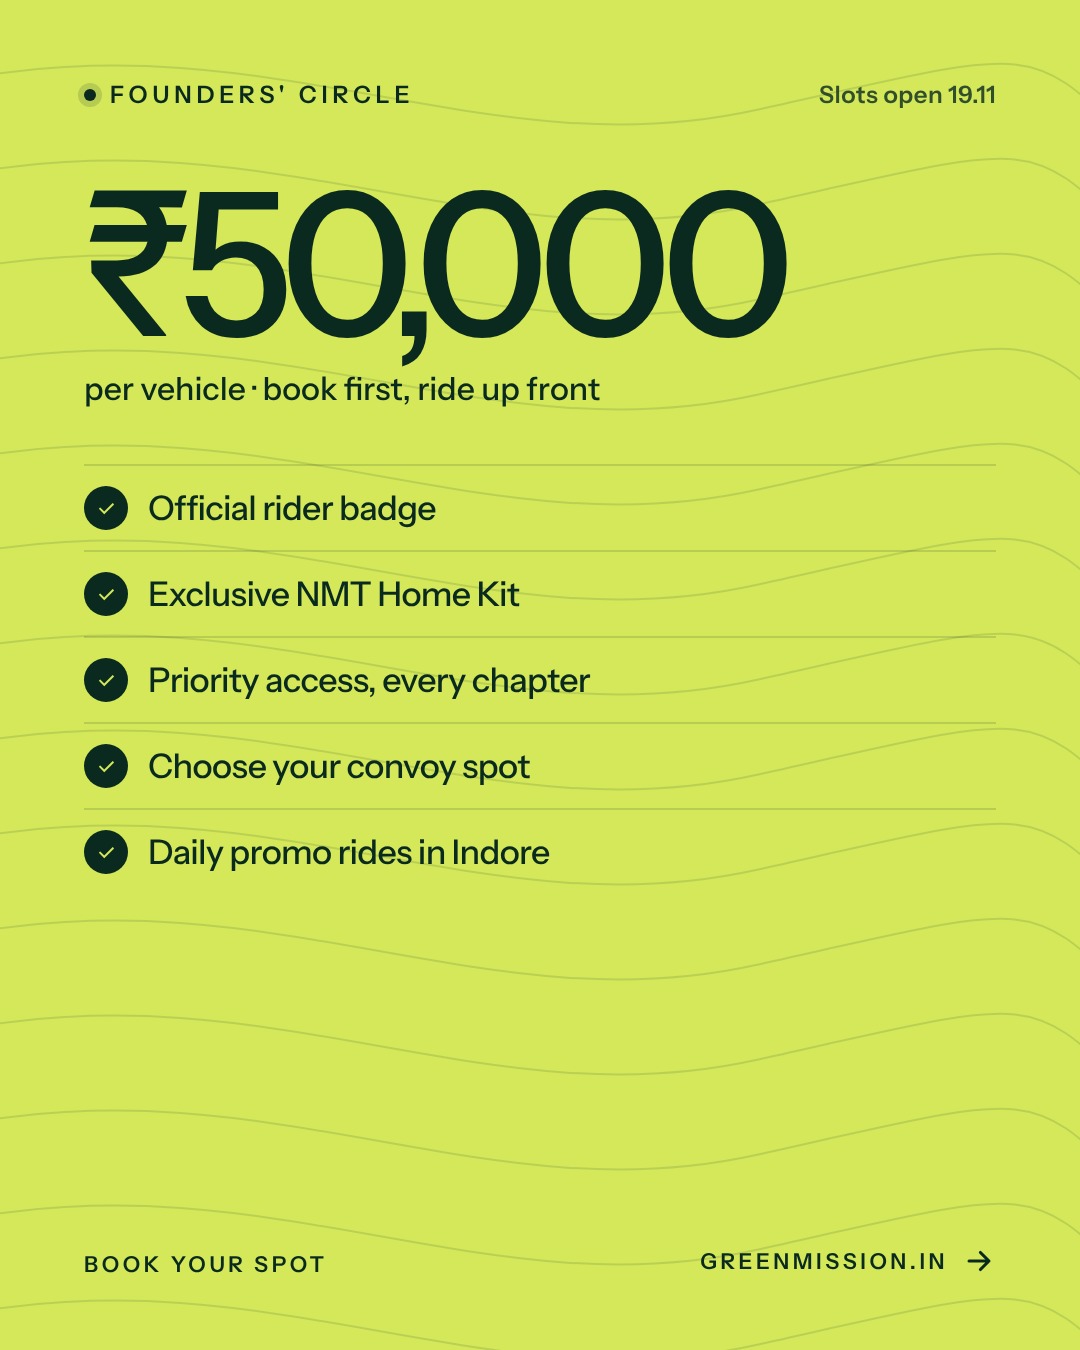 FOUNDERS' CIRCLE
Slots open 19.11
₹50,000
per vehicle · book first, ride up front
Official rider badge
Exclusive NMT Home Kit
Priority access, every chapter
Choose your convoy spot
Daily promo rides in Indore
BOOK YOUR SPOT
GREENMISSION.IN →